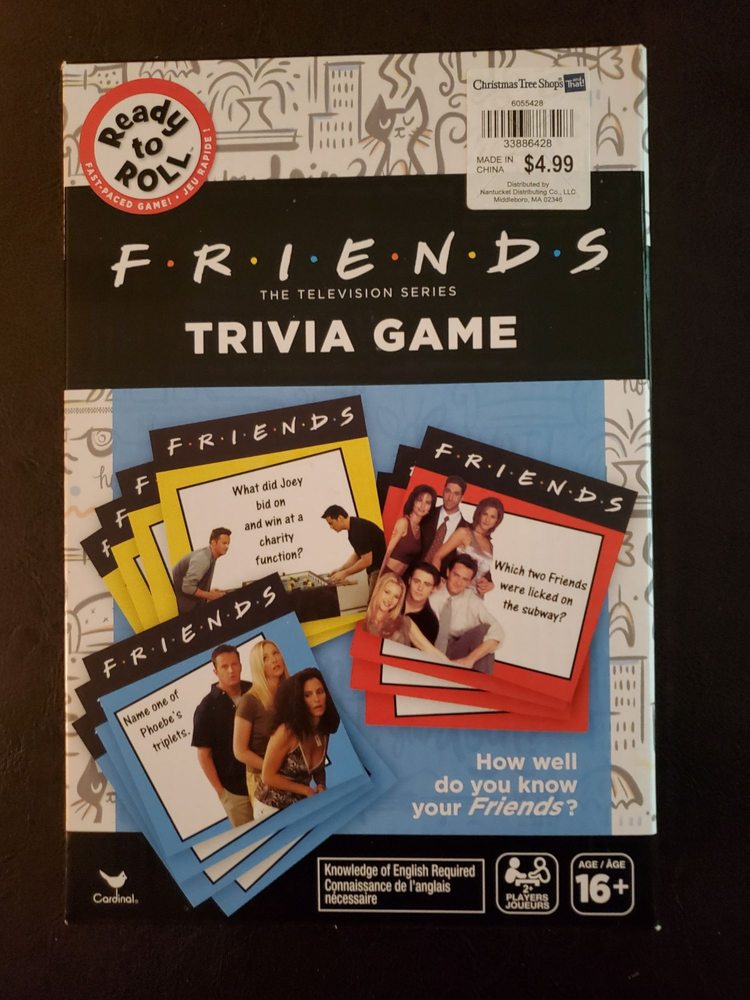 Ready
to
ROLL™
FAST-PACED GAME! • JEU RAPIDE !
Christmas Tree Shops and That!
6055428
33886428
MADE IN
CHINA
$4.99
Distributed by
Nantucket Distributing Co., LLC
Middleboro, MA 02346
F·R·I·E·N·D·S™
THE TELEVISION SERIES
TRIVIA GAME
F·R·I·E·N·D·S
What did Joey
bid on
and win at a
charity
function?
F·R·I·E·N·D·S
Which two Friends
were licked on
the subway?
F·R·I·E·N·D·S
Name one of
Phoebe's
triplets.
How well
do you know
your Friends?
Cardinal®
Knowledge of English Required
Connaissance de l'anglais
nécessaire
2+
PLAYERS
JOUEURS
AGE / ÂGE
16+